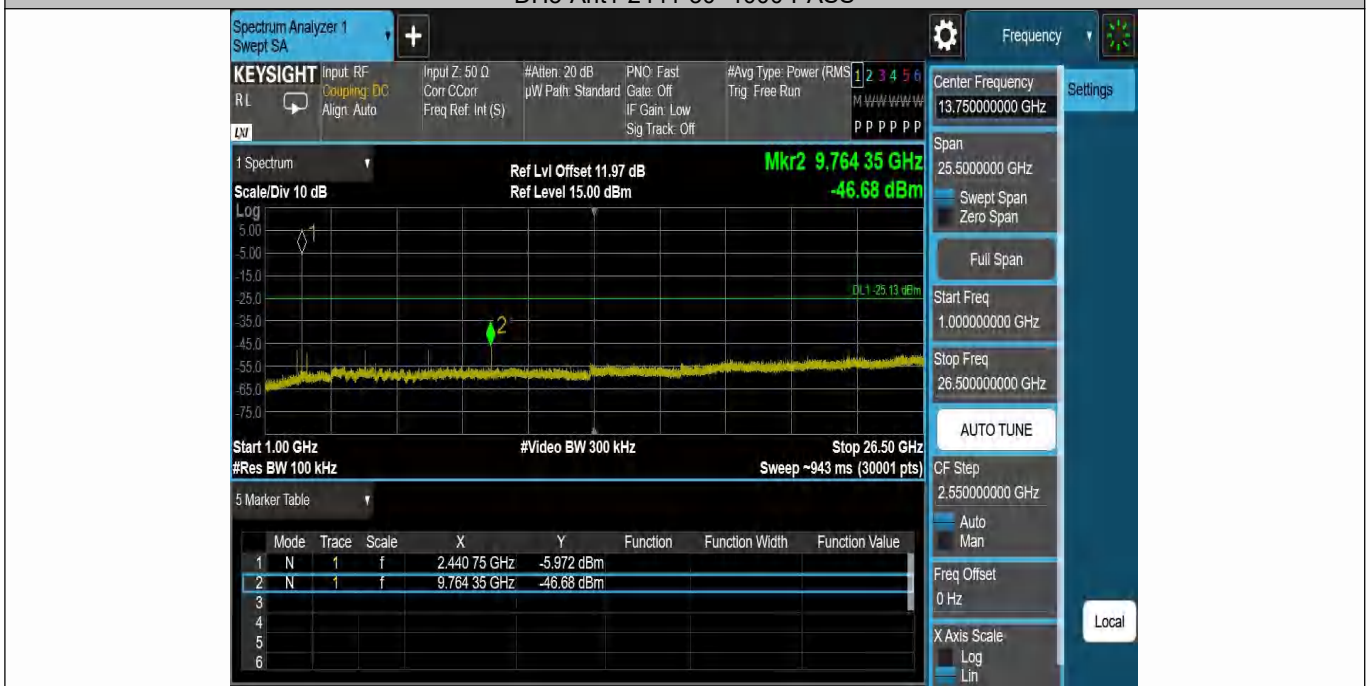 Spectrum Analyzer 1
Swept SA
+
Frequency
KEYSIGHT
RL
LXI
Input: RF
Coupling: DC
Align: Auto
Input Z: 50 Ω
Corr CCorr
Freq Ref: Int (S)
#Atten: 20 dB
µW Path: Standard
PNO: Fast
Gate: Off
IF Gain: Low
Sig Track: Off
#Avg Type: Power (RMS
Trig: Free Run
1 2 3 4 5 6
M W W W W W
P P P P P P
Center Frequency
13.750000000 GHz
Settings
1 Spectrum
Scale/Div 10 dB
Ref Lvl Offset 11.97 dB
Ref Level 15.00 dBm
Mkr2 9.764 35 GHz
-46.68 dBm
Log
5.00
-5.00
-15.0
-25.0
-35.0
-45.0
-55.0
-65.0
-75.0
1
2
DL1 -25.13 dBm
Start 1.00 GHz
#Res BW 100 kHz
#Video BW 300 kHz
Stop 26.50 GHz
Sweep ~943 ms (30001 pts)
Span
25.5000000 GHz
Swept Span
Zero Span
Full Span
Start Freq
1.000000000 GHz
Stop Freq
26.500000000 GHz
AUTO TUNE
CF Step
2.550000000 GHz
Auto
Man
Freq Offset
0 Hz
X Axis Scale
Log
Lin
Local
5 Marker Table
Mode Trace Scale X Y Function Function Width Function Value
1 N 1 f 2.440 75 GHz -5.972 dBm
2 N 1 f 9.764 35 GHz -46.68 dBm
3
4
5
6